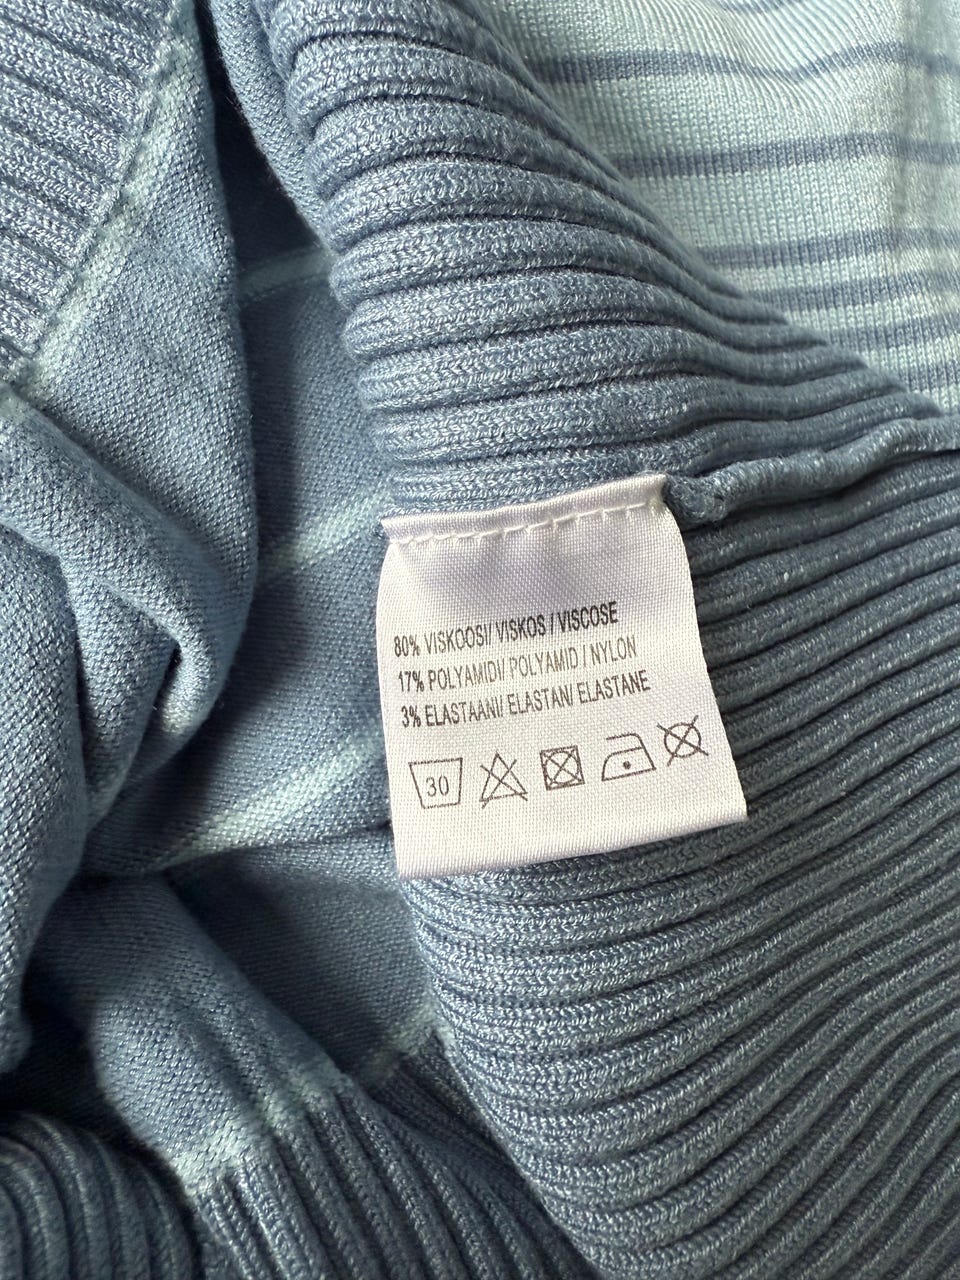 80% VISKOOSI/ VISKOS / VISCOSE
17% POLYAMIDI/ POLYAMID / NYLON
3% ELASTAANI/ ELASTAN/ ELASTANE
30